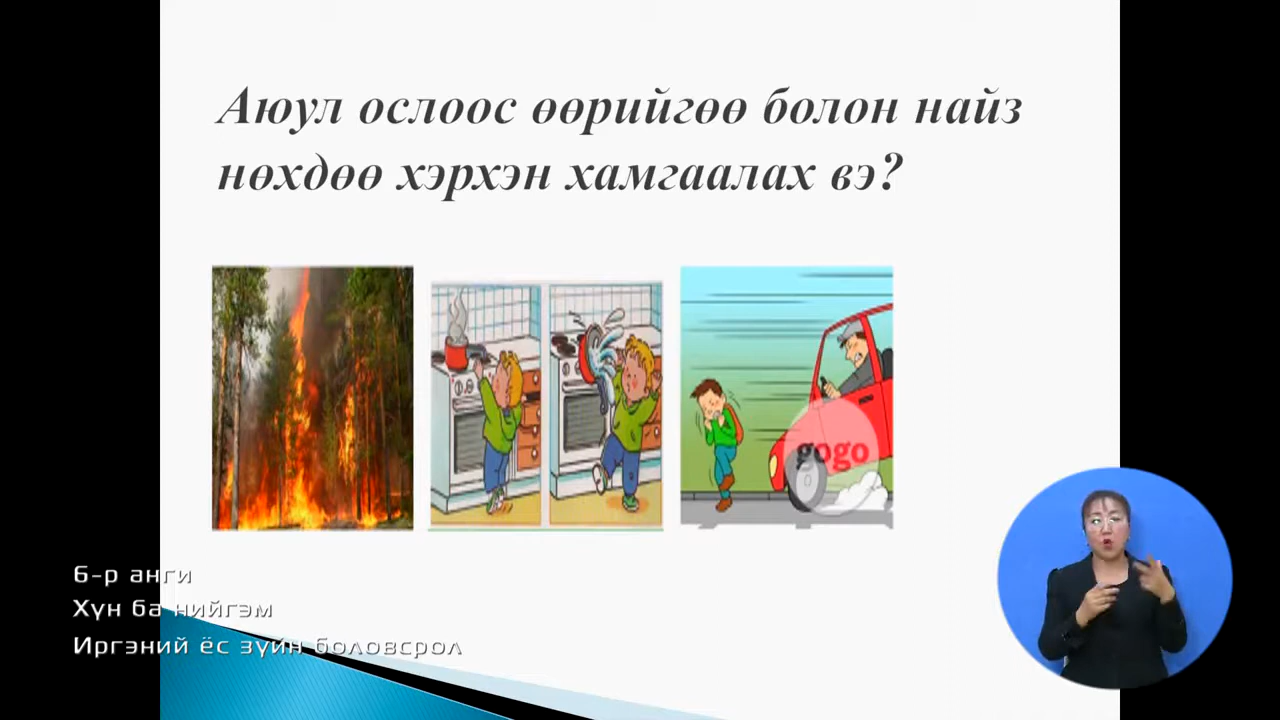 Аюул ослоос өөрийгөө болон найз
нөхдөө хэрхэн хамгаалах вэ?
gogo
6-р анги
Хүн ба нийгэм
Иргэний ёс зүйн боловсрол